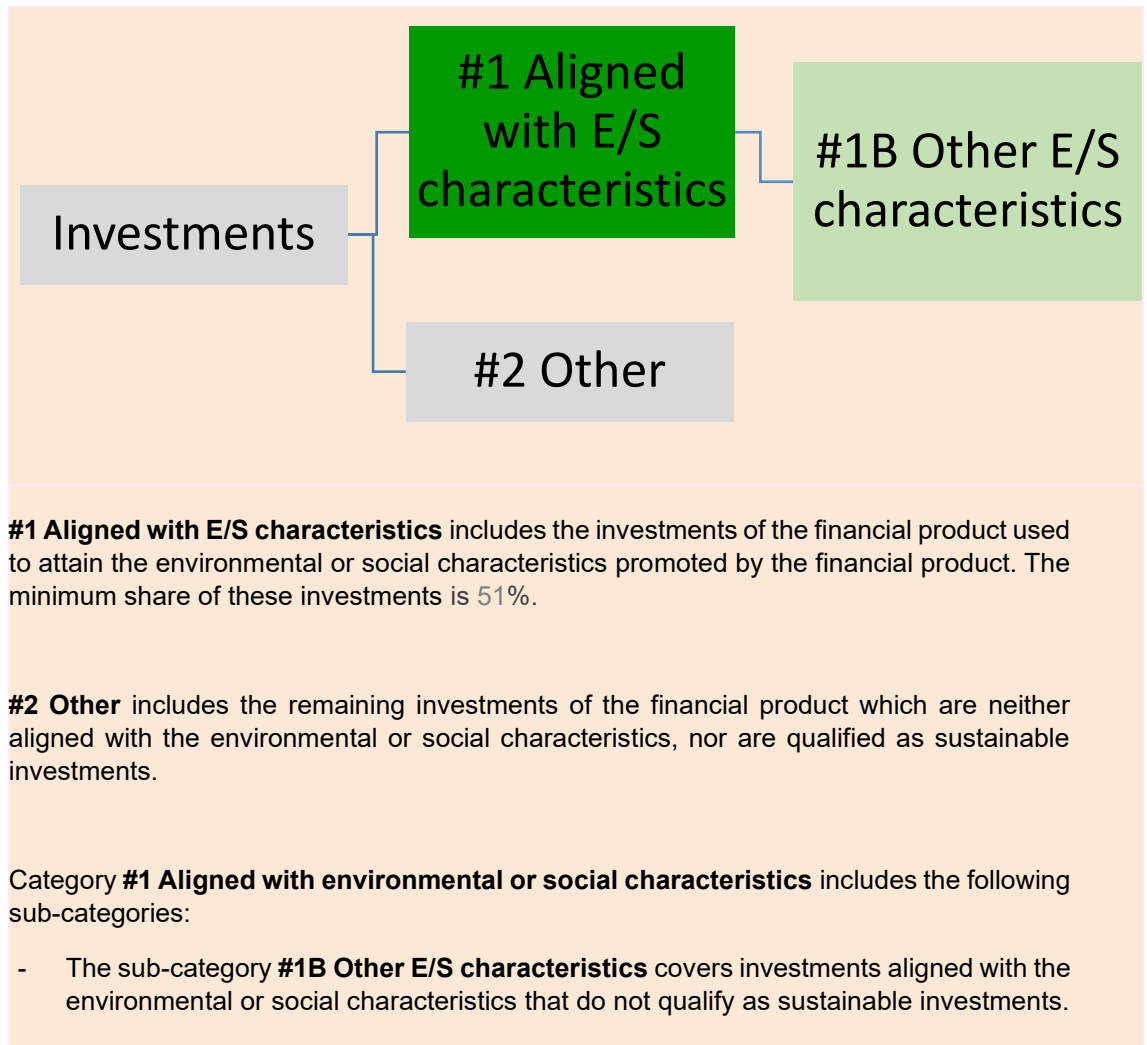 #1 Aligned
with E/S
characteristics
#1B Other E/S
characteristics
Investments
#2 Other
#1 Aligned with E/S characteristics includes the investments of the financial product used
to attain the environmental or social characteristics promoted by the financial product. The
minimum share of these investments is 51%.
#2 Other includes the remaining investments of the financial product which are neither
aligned with the environmental or social characteristics, nor are qualified as sustainable
investments.
Category #1 Aligned with environmental or social characteristics includes the following
sub-categories:
- The sub-category #1B Other E/S characteristics covers investments aligned with the
environmental or social characteristics that do not qualify as sustainable investments.